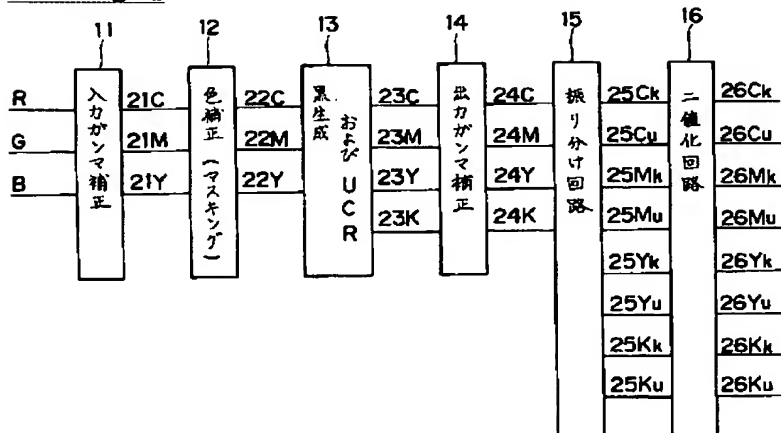 11 12 13 14 15 16
R 21C 22C 23C 24C 25Ck 26Ck
25Cu 26Cu
G 21M 22M 23M 24M 25Mk 26Mk
B 21Y 22Y 23Y 24Y 25Mu 26Mu
23K 24K
25Yk 26Yk
25Yu 26Yu
25Kk 26Kk
25Ku 26Ku
入力ガンマ補正
色補正(マスキング)
黒生成
およびUCR
出力ガンマ補正
振り分け回路
二値化回路